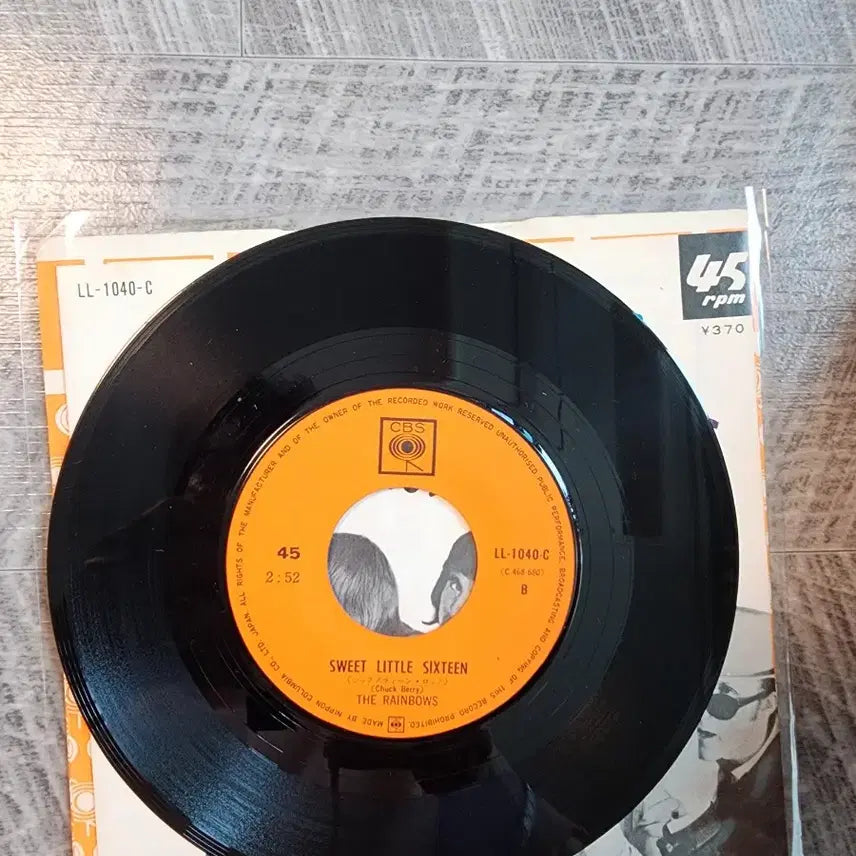 LL-1040-C
45
rpm
¥370
ALL RIGHTS OF THE MANUFACTURER AND OF THE OWNER OF THE RECORDED WORK RESERVED UNAUTHORISED PUBLIC PERFORMANCE, BROADCASTING AND COPYING OF THIS RECORD PROHIBITED.
MADE BY NIPPON COLUMBIA CO., LTD. JAPAN
CBS
45
2:52
LL-1040-C
(C 468-680)
B
SWEET LITTLE SIXTEEN
(Chuck Berry)
THE RAINBOWS